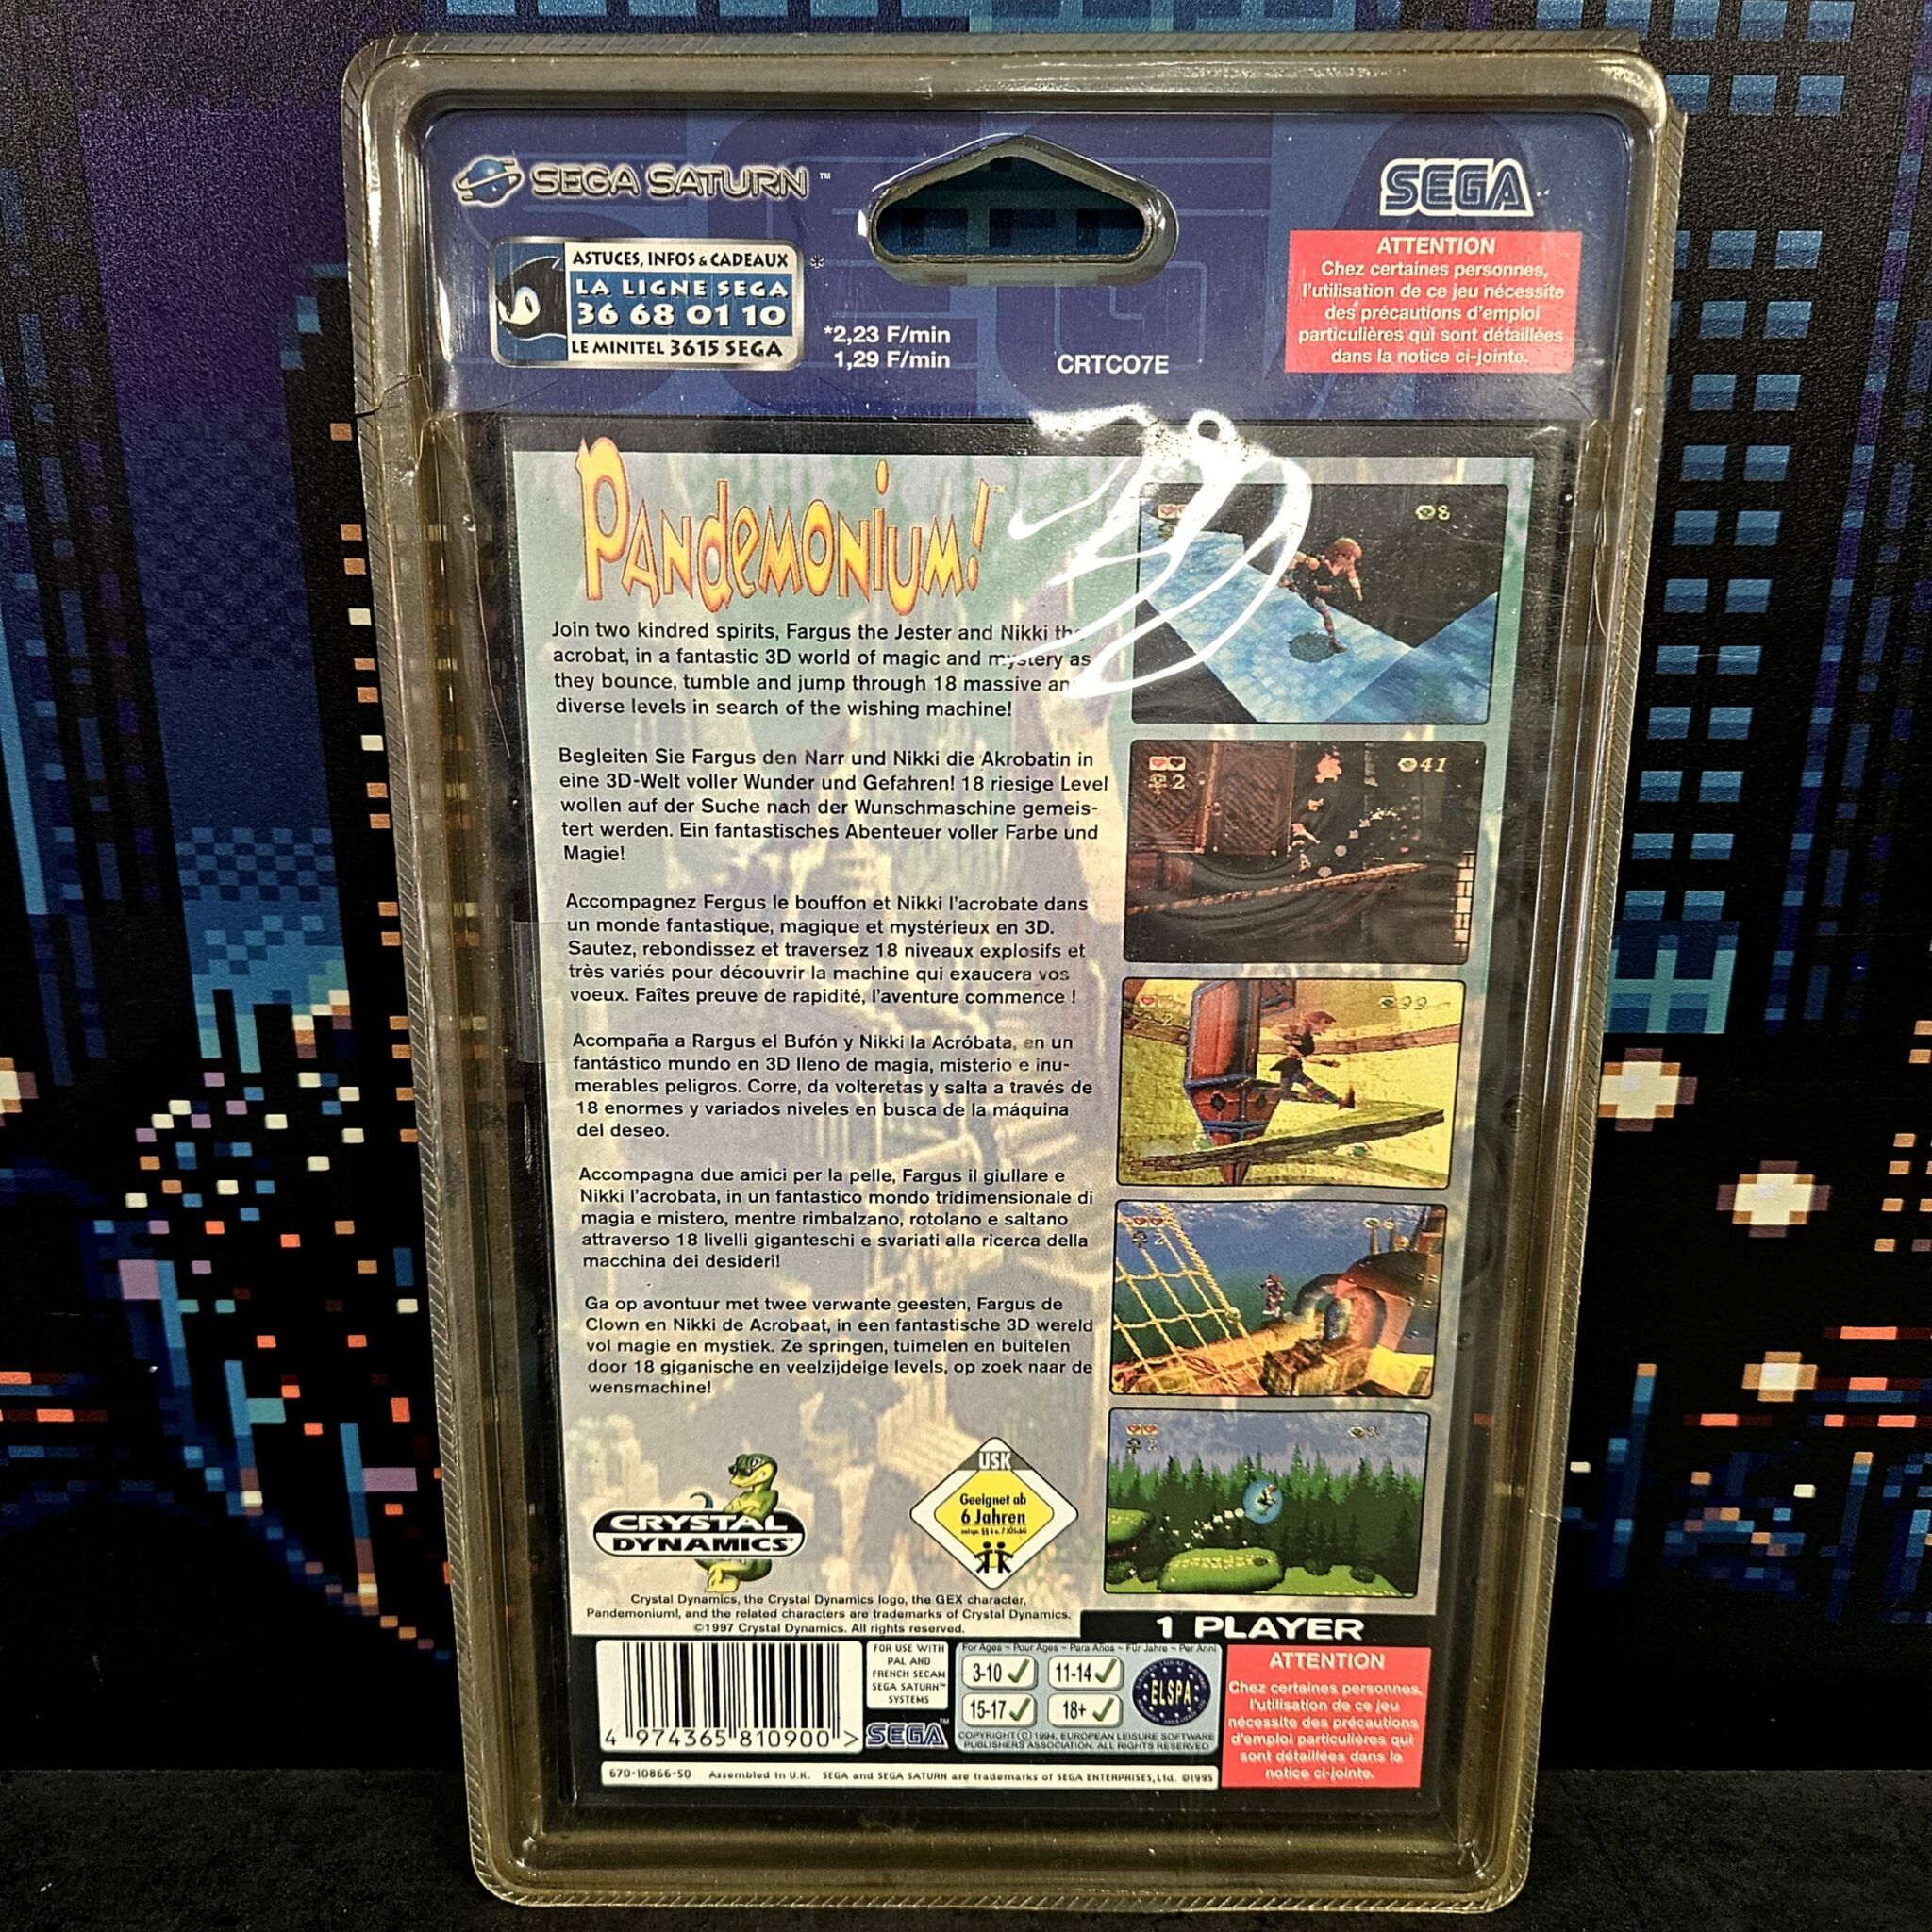 SEGA SATURN™
SEGA
ASTUCES, INFOS & CADEAUX *
LA LIGNE SEGA
36 68 01 10
LE MINITEL 3615 SEGA
*2,23 F/min
1,29 F/min
CRTCO7E
ATTENTION
Chez certaines personnes,
l'utilisation de ce jeu nécessite
des précautions d'emploi
particulières qui sont détaillées
dans la notice ci-jointe.
PANdEMONiUM!™
Join two kindred spirits, Fargus the Jester and Nikki the
acrobat, in a fantastic 3D world of magic and mystery as
they bounce, tumble and jump through 18 massive and
diverse levels in search of the wishing machine!
Begleiten Sie Fargus den Narr und Nikki die Akrobatin in
eine 3D-Welt voller Wunder und Gefahren! 18 riesige Level
wollen auf der Suche nach der Wunschmaschine gemeis-
tert werden. Ein fantastisches Abenteuer voller Farbe und
Magie!
Accompagnez Fergus le bouffon et Nikki l'acrobate dans
un monde fantastique, magique et mystérieux en 3D.
Sautez, rebondissez et traversez 18 niveaux explosifs et
très variés pour découvrir la machine qui exaucera vos
voeux. Faîtes preuve de rapidité, l'aventure commence !
Acompaña a Rargus el Bufón y Nikki la Acróbata, en un
fantástico mundo en 3D lleno de magia, misterio e inu-
merables peligros. Corre, da volteretas y salta a través de
18 enormes y variados niveles en busca de la máquina
del deseo.
Accompagna due amici per la pelle, Fargus il giullare e
Nikki l'acrobata, in un fantastico mondo tridimensionale di
magia e mistero, mentre rimbalzano, rotolano e saltano
attraverso 18 livelli giganteschi e svariati alla ricerca della
macchina dei desideri!
Ga op avontuur met twee verwante geesten, Fargus de
Clown en Nikki de Acrobaat, in een fantastische 3D wereld
vol magie en mystiek. Ze springen, tuimelen en buitelen
door 18 giganische en veelzijdeige levels, op zoek naar de
wensmachine!
8
2
41
2
99
2
CRYSTAL
DYNAMICS™
USK
Geeignet ab
6 Jahren
Crystal Dynamics, the Crystal Dynamics logo, the GEX character,
Pandemonium!, and the related characters are trademarks of Crystal Dynamics.
©1997 Crystal Dynamics. All rights reserved.
1 PLAYER
4 974365 810900 >
FOR USE WITH
PAL AND
FRENCH SECAM
SEGA SATURN™
SYSTEMS
SEGA™
For Ages – Pour Ages – Para Años – Für Jahre – Per Anni
3-10 11-14
15-17 18+
ELSPA
COPYRIGHT © 1994, EUROPEAN LEISURE SOFTWARE
PUBLISHERS ASSOCIATION. ALL RIGHTS RESERVED
ATTENTION
Chez certaines personnes,
l'utilisation de ce jeu
nécessite des précautions
d'emploi particulières qui
sont détaillées dans la
notice ci-jointe.
670-10866-50 Assembled in U.K. SEGA and SEGA SATURN are trademarks of SEGA ENTERPRISES, Ltd. ©1995